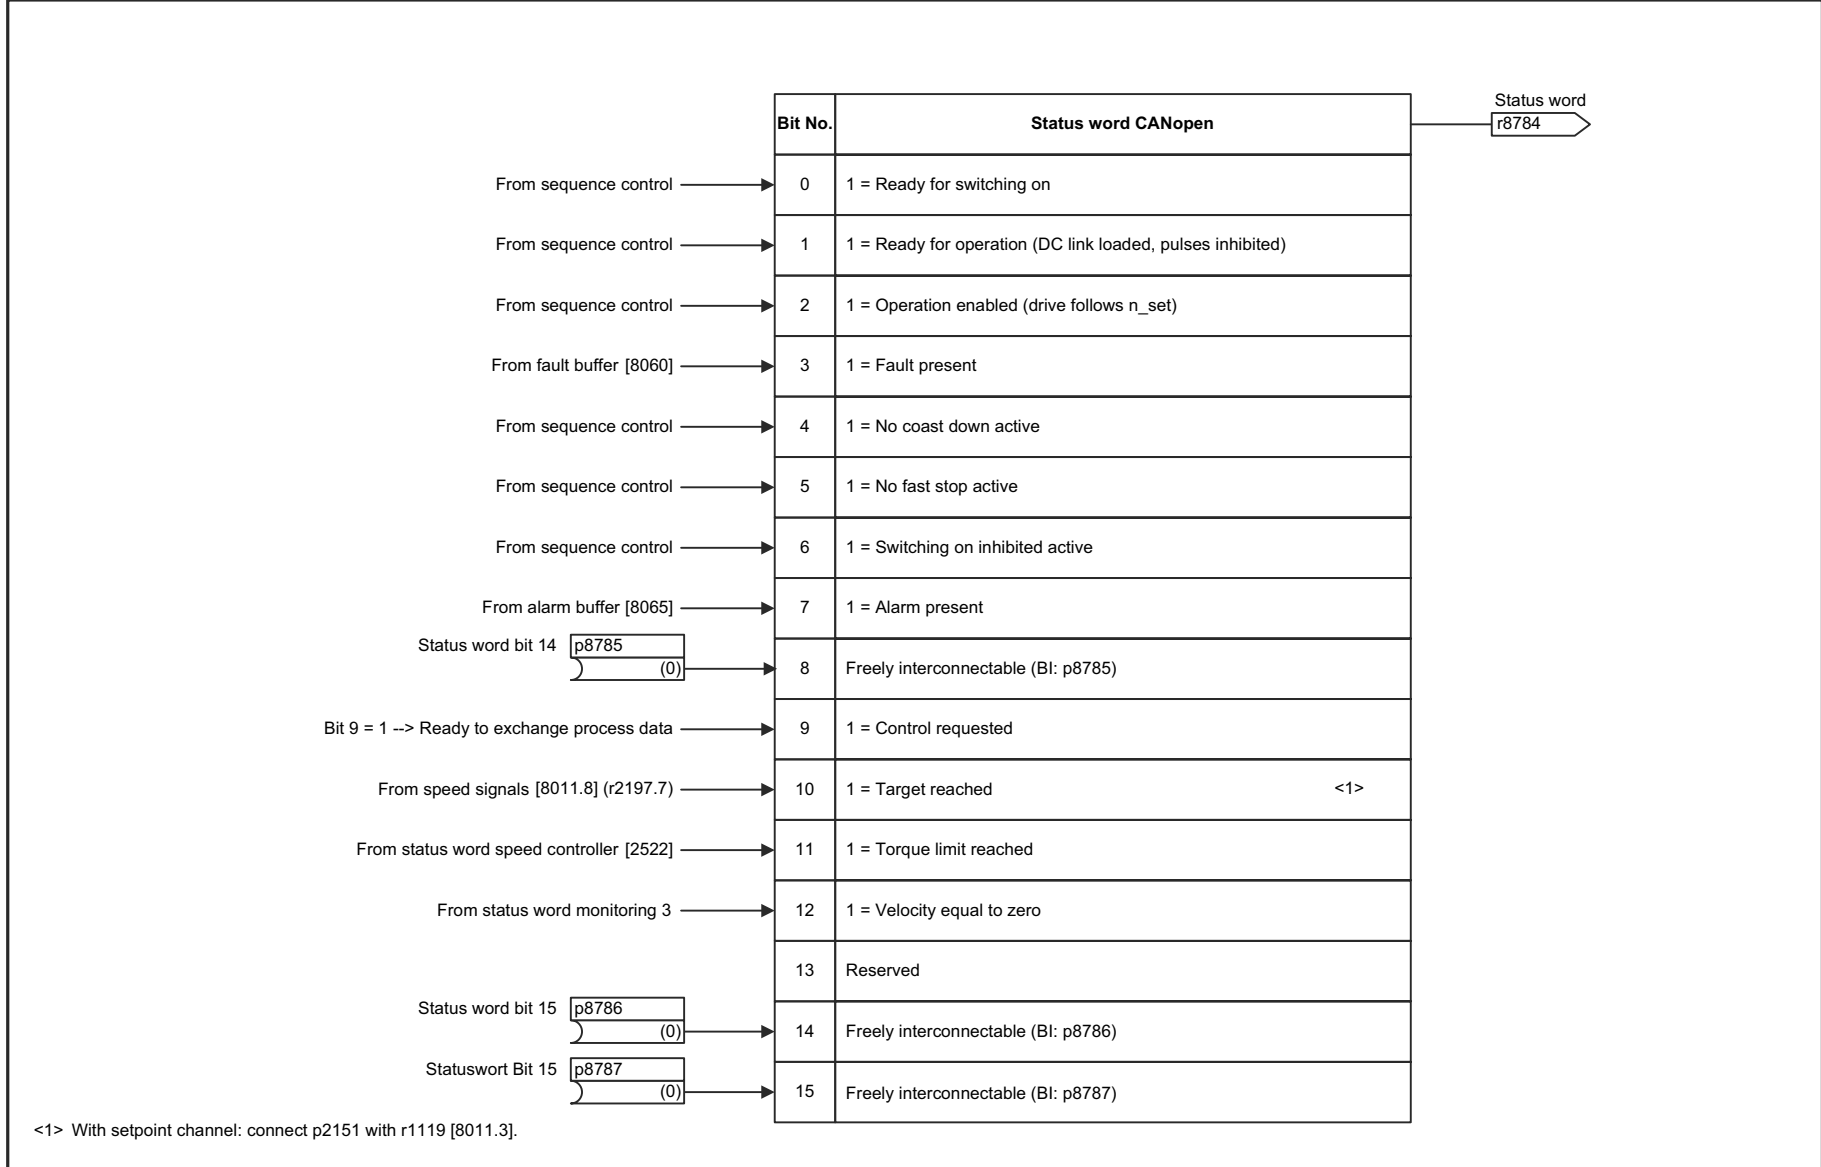 Status word
Bit No. Status word CANopen r8784
From sequence control 0 1 = Ready for switching on
From sequence control 1 1 = Ready for operation (DC link loaded, pulses inhibited)
From sequence control 2 1 = Operation enabled (drive follows n_set)
From fault buffer [8060] 3 1 = Fault present
From sequence control 4 1 = No coast down active
From sequence control 5 1 = No fast stop active
From sequence control 6 1 = Switching on inhibited active
From alarm buffer [8065] 7 1 = Alarm present
Status word bit 14 p8785
(0) 8 Freely interconnectable (BI: p8785)
Bit 9 = 1 --> Ready to exchange process data 9 1 = Control requested
From speed signals [8011.8] (r2197.7) 10 1 = Target reached <1>
From status word speed controller [2522] 11 1 = Torque limit reached
From status word monitoring 3 12 1 = Velocity equal to zero
13 Reserved
Status word bit 15 p8786
(0) 14 Freely interconnectable (BI: p8786)
Statuswort Bit 15 p8787
(0) 15 Freely interconnectable (BI: p8787)
<1> With setpoint channel: connect p2151 with r1119 [8011.3].